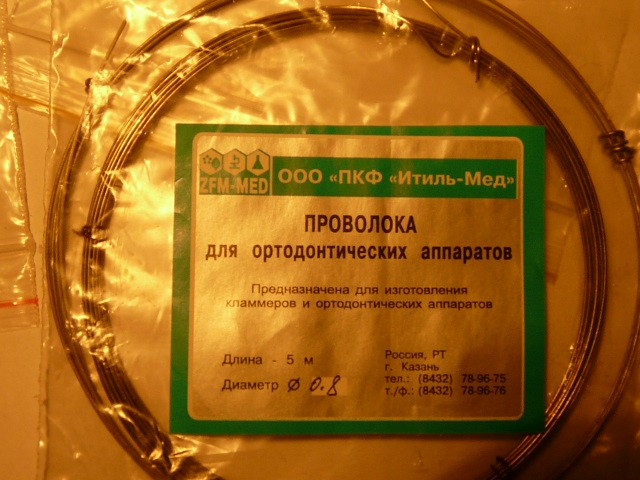 ZFM-MED
ООО «ПКФ «Итиль-Мед»
ПРОВОЛОКА
для ортодонтических аппаратов
Предназначена для изготовления
кламмеров и ортодонтических аппаратов
Длина - 5 м
Диаметр ø 0.8
Россия, РТ
г. Казань
тел.: (8432) 78-96-75
т./ф.: (8432) 78-96-76